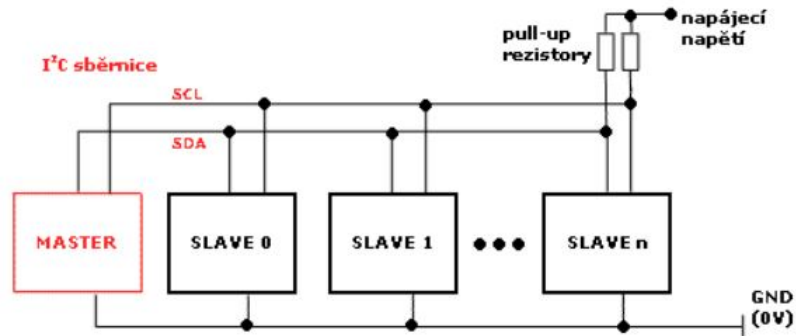 napájecí
napětí
pull-up
rezistory
I²C sběrnice
SCL
SDA
MASTER
SLAVE 0
SLAVE 1
SLAVE n
GND
(0V)